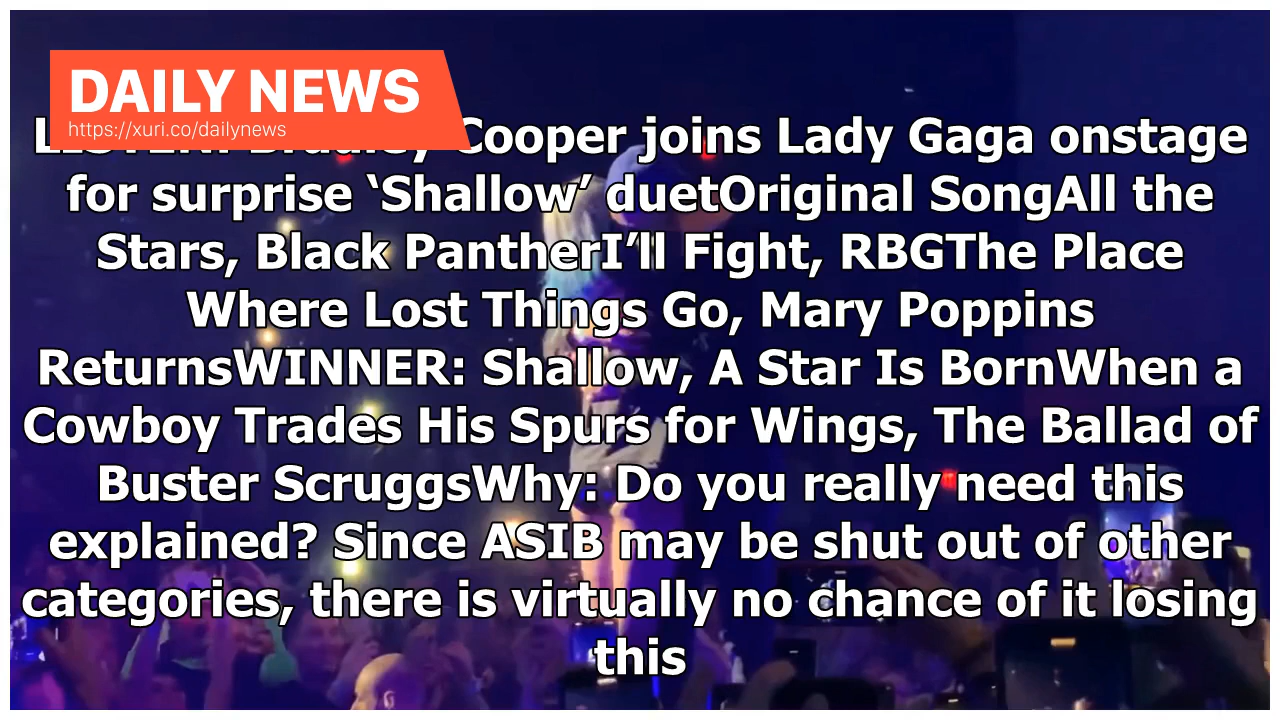 DAILY NEWS
https://xuri.co/dailynews
Cooper joins Lady Gaga onstage
for surprise ‘Shallow’ duetOriginal SongAll the
Stars, Black PantherI’ll Fight, RBGThe Place
Where Lost Things Go, Mary Poppins
ReturnsWINNER: Shallow, A Star Is BornWhen a
Cowboy Trades His Spurs for Wings, The Ballad of
Buster ScruggsWhy: Do you really need this
explained? Since ASIB may be shut out of other
categories, there is virtually no chance of it losing
this